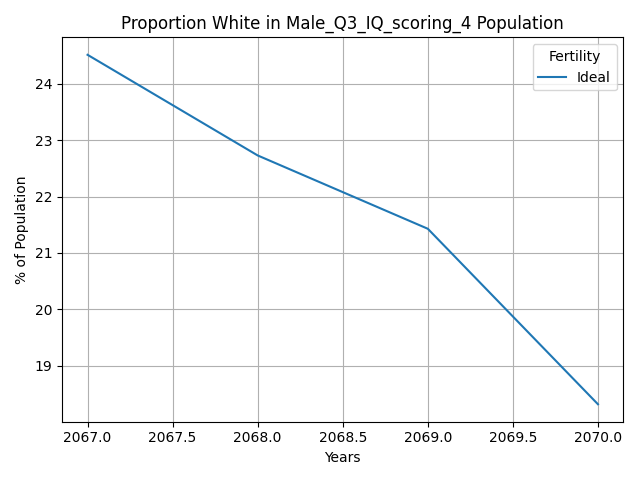 Proportion White in Male_Q3_IQ_scoring_4 Population
Fertility
Ideal
% of Population
24
23
22
21
20
19
2067.0 2067.5 2068.0 2068.5 2069.0 2069.5 2070.0
Years